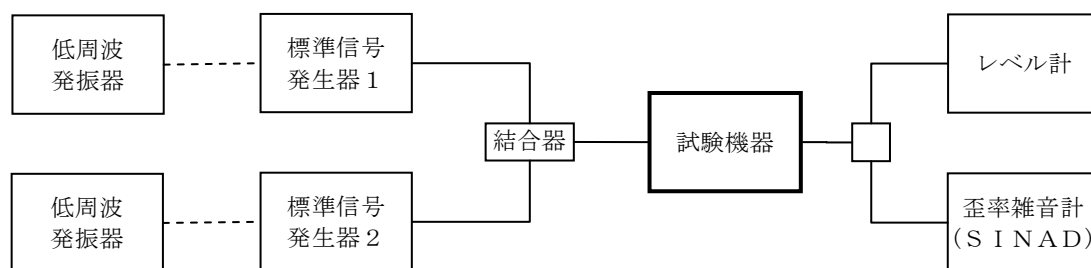 低周波
発振器
標準信号
発生器１
結合器
試験機器
レベル計
低周波
発振器
標準信号
発生器２
歪率雑音計
(ＳＩＮＡＤ)